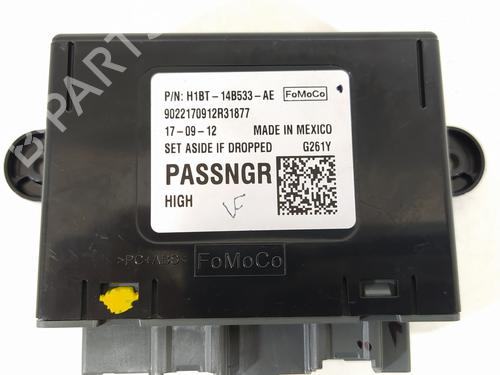 P/N: H1BT-14B533-AE FoMoCo
9022170912R31877
17-09-12 MADE IN MEXICO
SET ASIDE IF DROPPED G261Y
PASSNGR
HIGH
>PC+ABS< FoMoCo